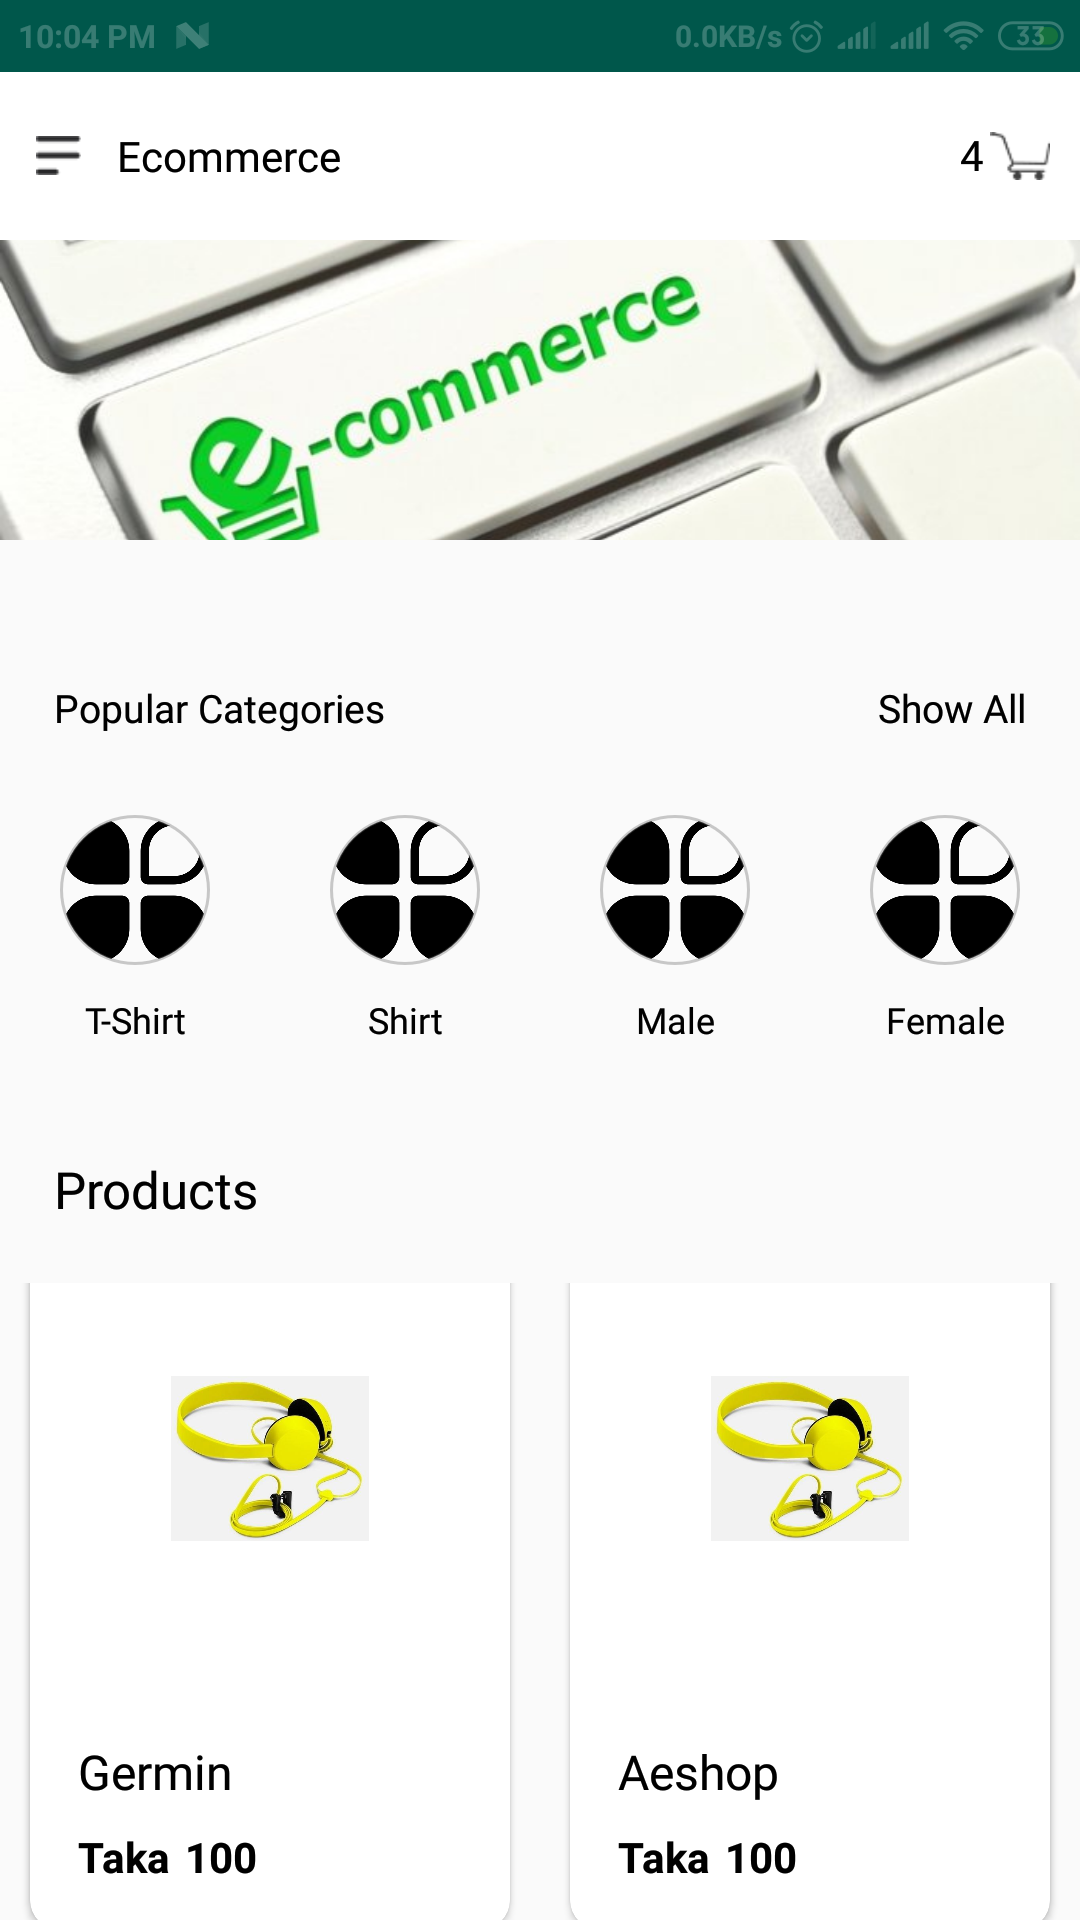 10:04 PM 0.0KB/s 33
Ecommerce 4
e-commerce
Popular Categories Show All
T-Shirt Shirt Male Female
Products
Germin Aeshop
Taka 100 Taka 100